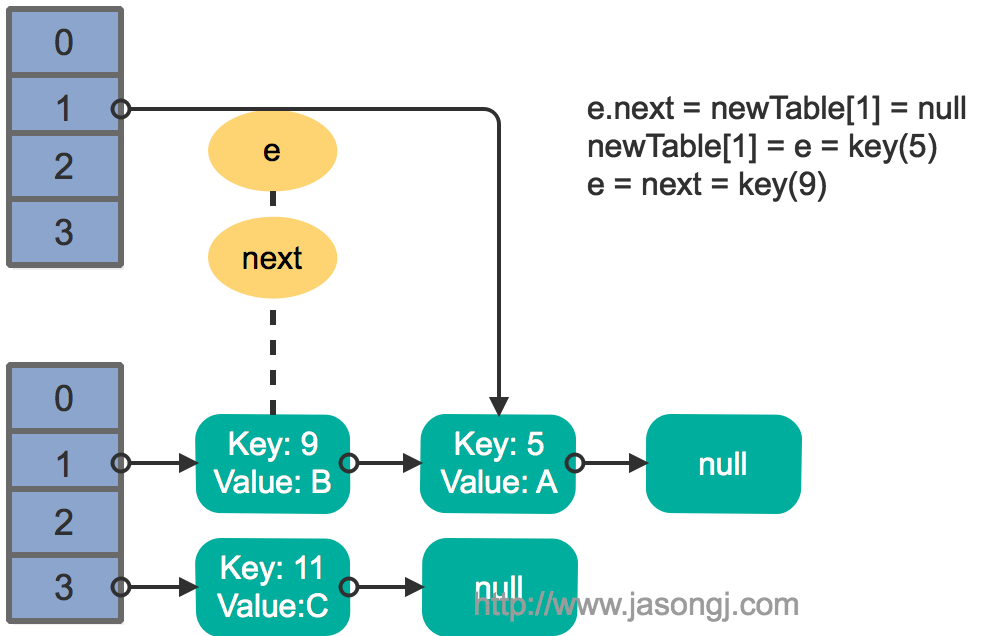 0
1
2
3
e
next
e.next = newTable[1] = null
newTable[1] = e = key(5)
e = next = key(9)
0
1
2
3
Key: 9
Value: B
Key: 5
Value: A
null
Key: 11
Value:C
null
http://www.jasongj.com